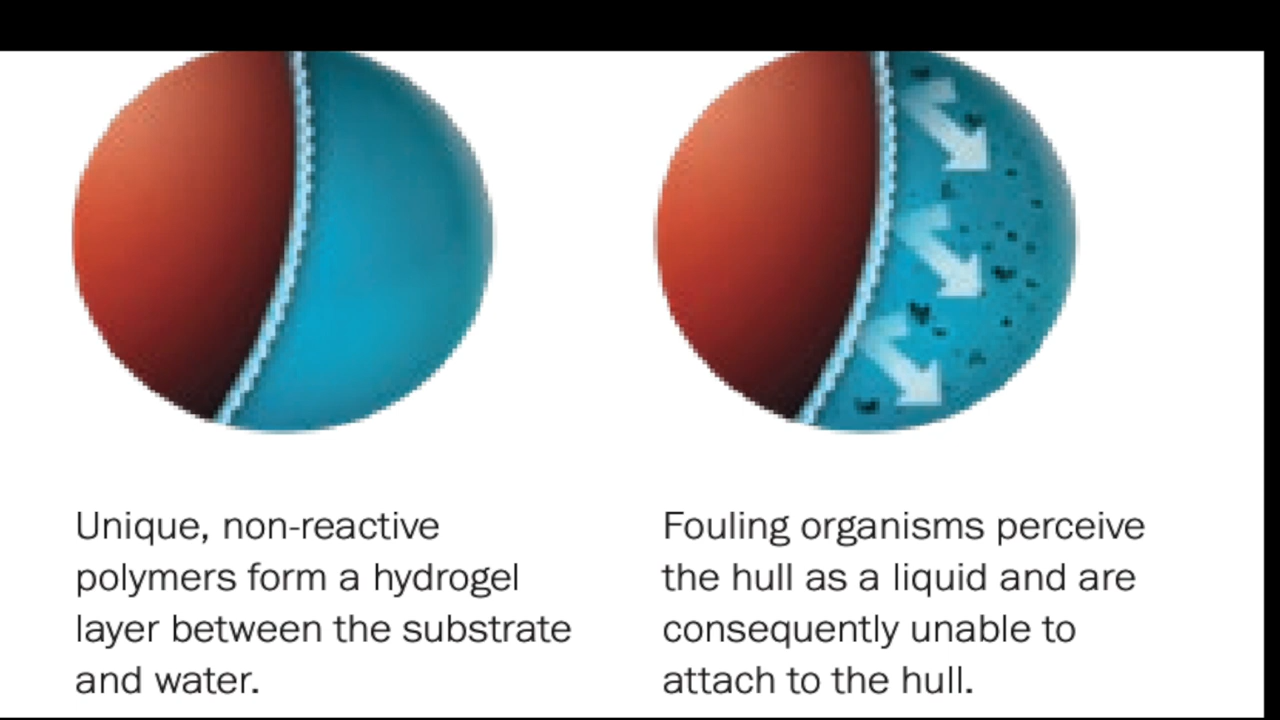 Unique, non-reactive
polymers form a hydrogel
layer between the substrate
and water.
Fouling organisms perceive
the hull as a liquid and are
consequently unable to
attach to the hull.